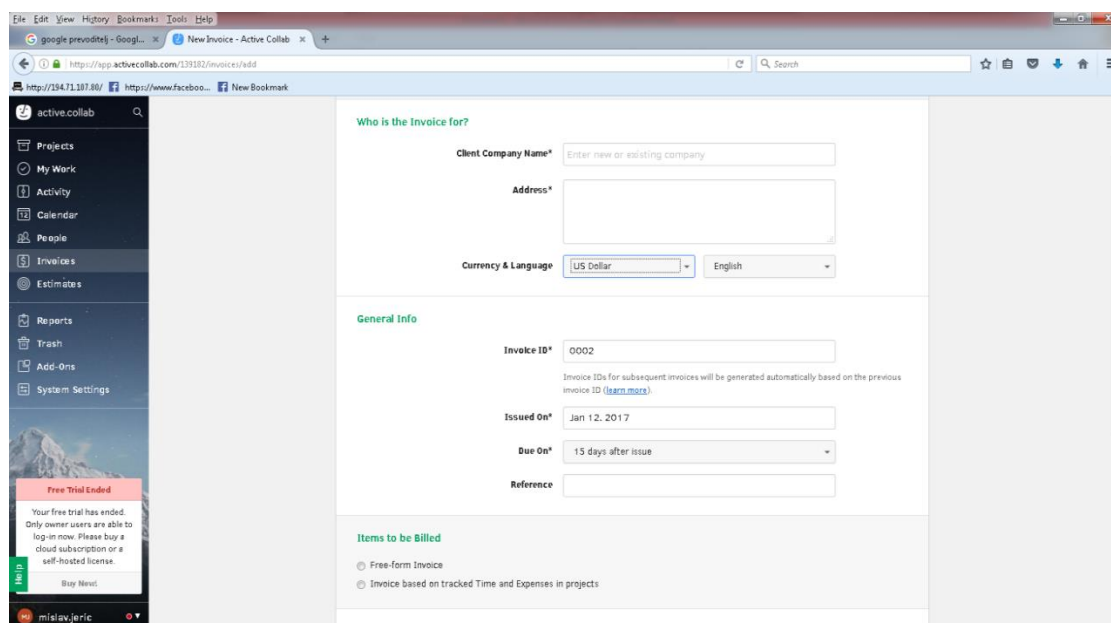 File Edit View History Bookmarks Tools Help
google prevoditelj - Googl... × New Invoice - Active Collab × +
https://app.activecollab.com/139182/invoices/add Search
http://194.71.107.80/ https://www.faceboo... New Bookmark
active.collab
Projects
My Work
Activity
12 Calendar
People
Invoices
Estimates
Reports
Trash
Add-Ons
System Settings
Free Trial Ended
Your free trial has ended.
Only owner users are able to
log-in now. Please buy a
cloud subscription or a
self-hosted license.
Buy Now!
Help
MJ mislav.jeric
Who is the Invoice for?
Client Company Name* Enter new or existing company
Address*
Currency & Language US Dollar English
General Info
Invoice ID* 0002
Invoice IDs for subsequent invoices will be generated automatically based on the previous
invoice ID (learn more).
Issued On* Jan 12. 2017
Due On* 15 days after issue
Reference
Items to be Billed
Free-form Invoice
Invoice based on tracked Time and Expenses in projects